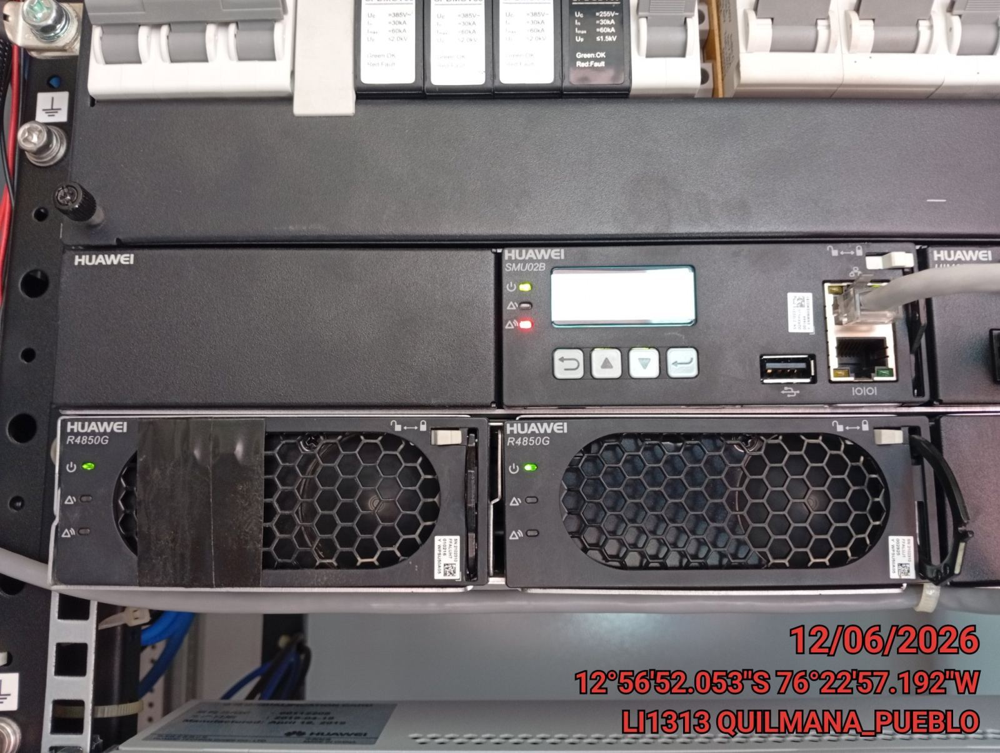 Uc =385V~
In =30kA
Imax =60kA
Up ≤2.0kV
Green:OK
Red:Fault
Uc =385V~
In =30kA
Imax =60kA
Up ≤2.0kV
Green:OK
Red:Fault
Uc =385V~
In =30kA
Imax =60kA
Up ≤2.0kV
Green:OK
Red:Fault
Uc =255V~
In =30kA
Imax =60kA
Up ≤1.5kV
Green:OK
Red:Fault
HUAWEI
HUAWEI
SMU02B
HUAWEI
|O|O|
HUAWEI
R4850G
HUAWEI
R4850G
12/06/2026
12°56'52.053"S 76°22'57.192"W
LI1313 QUILMANA_PUEBLO
Manufactured: April 18, 2019
HUAWEI